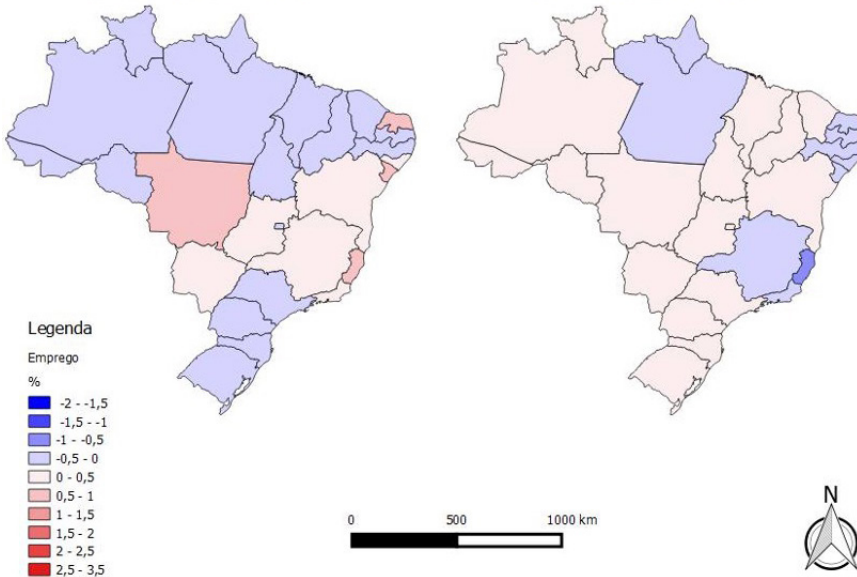 Legenda
Emprego
%
-2 - -1,5
-1,5 - -1
-1 - -0,5
-0,5 - 0
0 - 0,5
0,5 - 1
1 - 1,5
1,5 - 2
2 - 2,5
2,5 - 3,5
0 500 1000 km
N